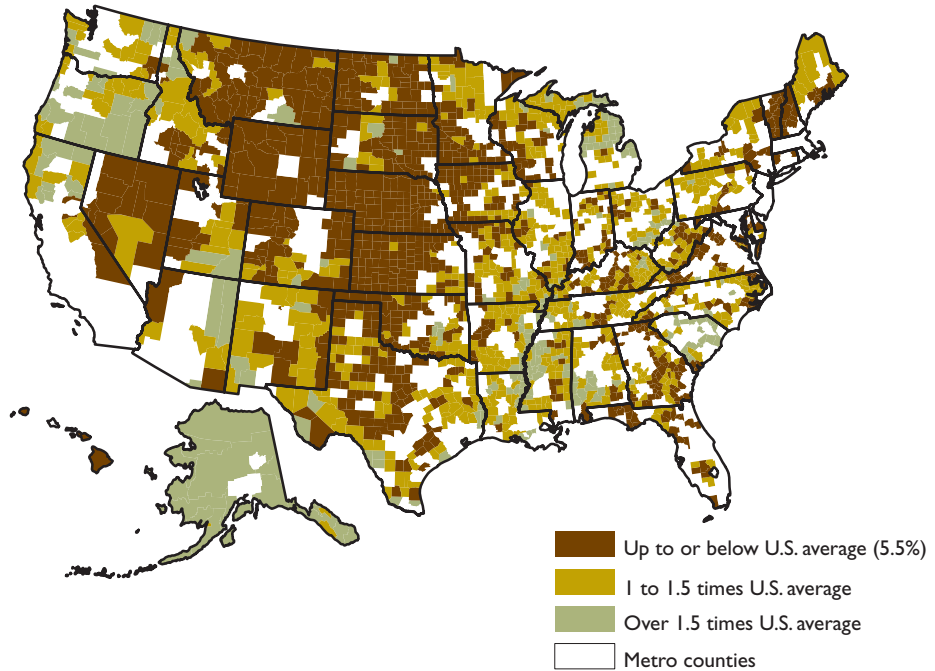 Up to or below U.S. average (5.5%)
1 to 1.5 times U.S. average
Over 1.5 times U.S. average
Metro counties